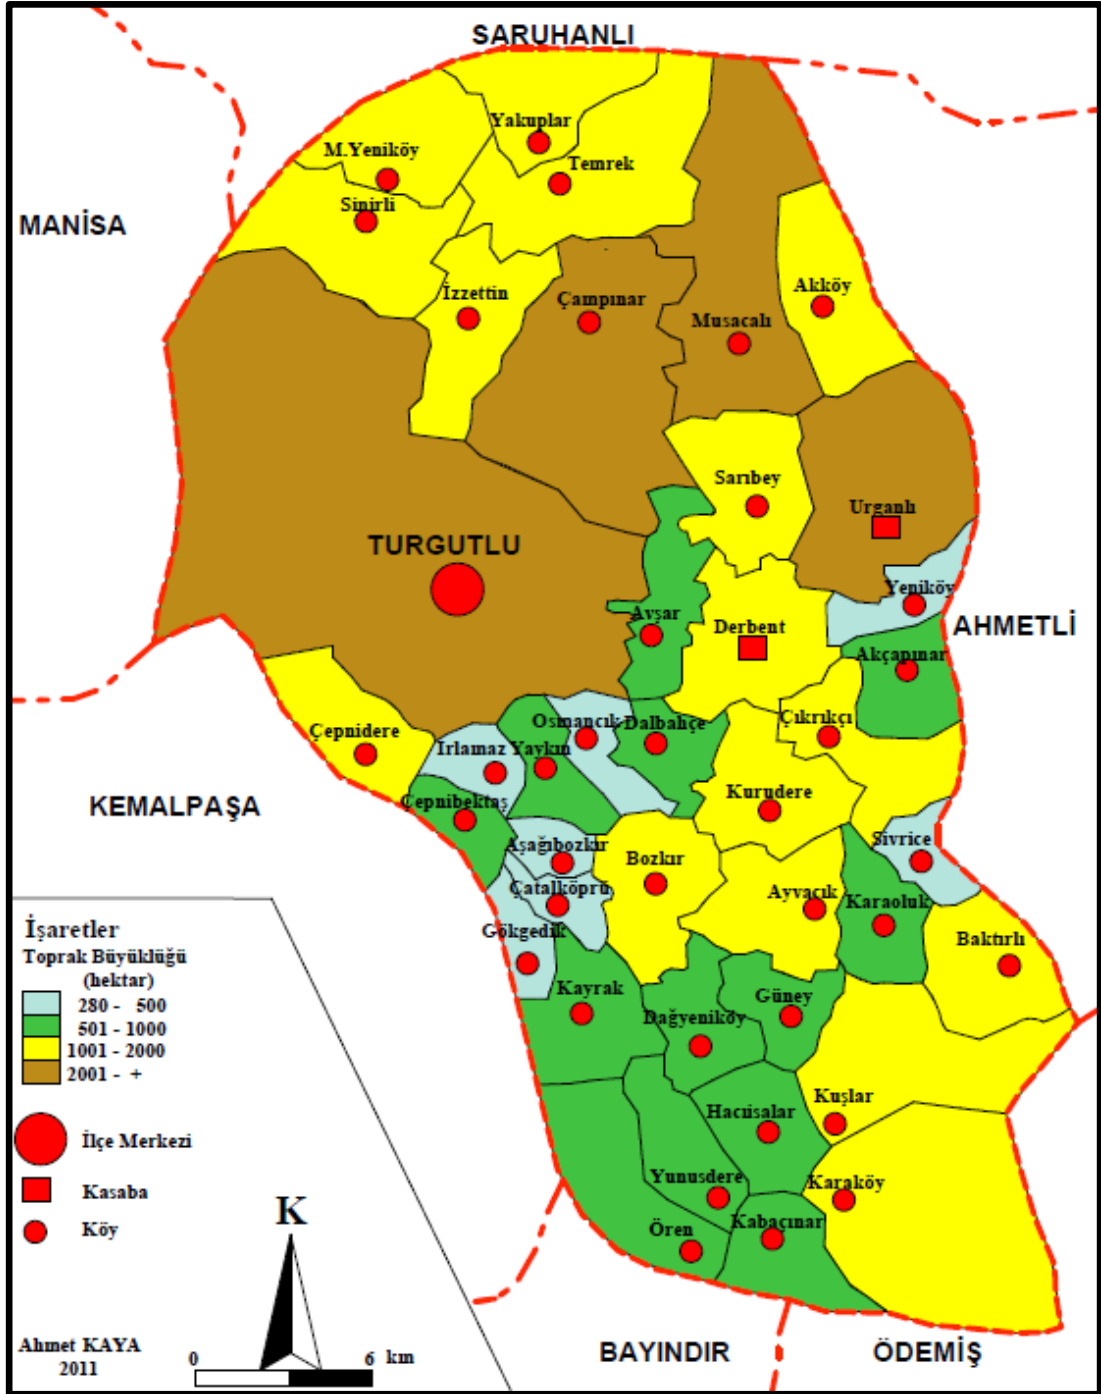 SARUHANLI
Yakuplar
M.Yeniköy
Temrek
Sinirli
MANİSA
Akköy
İzzettin
Çampınar
Musacalı
Sarıbey
Urganlı
TURGUTLU
Yeniköy
Avşar
Derbent
AHMETLİ
Akçapınar
Çıkrıkçı
Osmancık
Dalbahçe
Çepnidere
Irlamaz
Yaykın
Kurudere
Çepnibektaş
KEMALPAŞA
Sivrice
Aşağıbozkır
Bozkır
Çatalköprü
Ayvacık
Karaoluk
Gökgedik
Baktırlı
İşaretler
Toprak Büyüklüğü
(hektar)
280 - 500
501 - 1000
1001 - 2000
2001 - +
Kayrak
Güney
Dağyeniköy
Hacıisalar
Kuşlar
İlçe Merkezi
Yunusdere
Karaköy
Kasaba
Köy
K
Ören
Kabaçınar
Ahmet KAYA
2011
0 6 km
BAYINDIR
ÖDEMİŞ